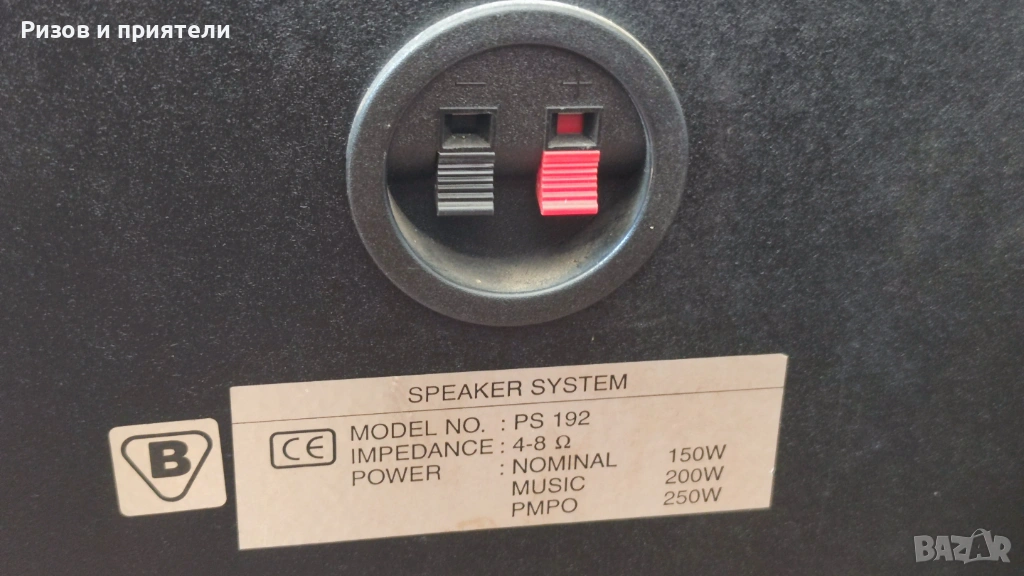 Ризов и приятели
- +
SPEAKER SYSTEM
CE
MODEL NO. : PS 192
IMPEDANCE : 4-8 Ω
POWER : NOMINAL 150W
MUSIC 200W
PMPO 250W
B
BAZAR